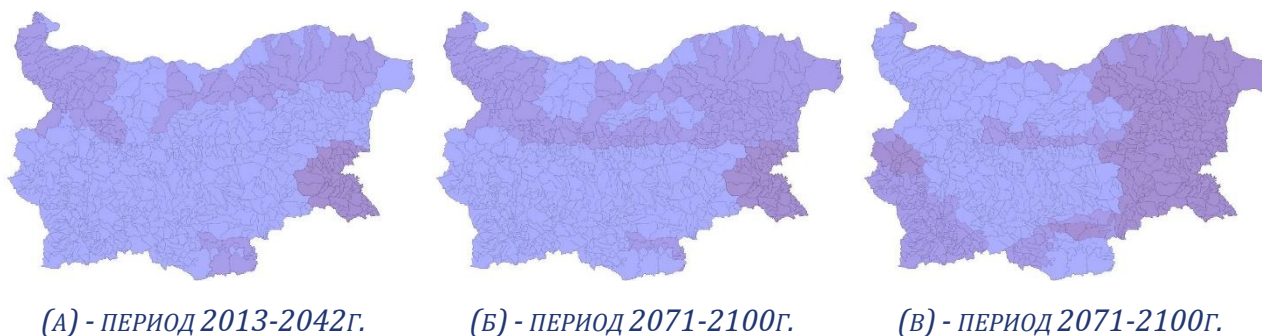 (А) - ПЕРИОД 2013-2042Г.
(Б) - ПЕРИОД 2071-2100Г.
(В) - ПЕРИОД 2071-2100Г.